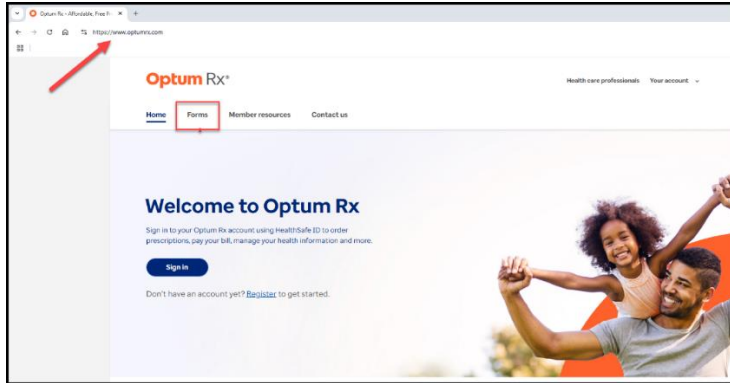 Optum Rx - Affordable, Free P
https://www.optumrx.com
Optum Rx®
Health care professionals Your account
Home Forms Member resources Contact us
Welcome to Optum Rx
Sign in to your Optum Rx account using HealthSafe ID to order
prescriptions, pay your bill, manage your health information and more.
Sign in
Don't have an account yet? Register to get started.